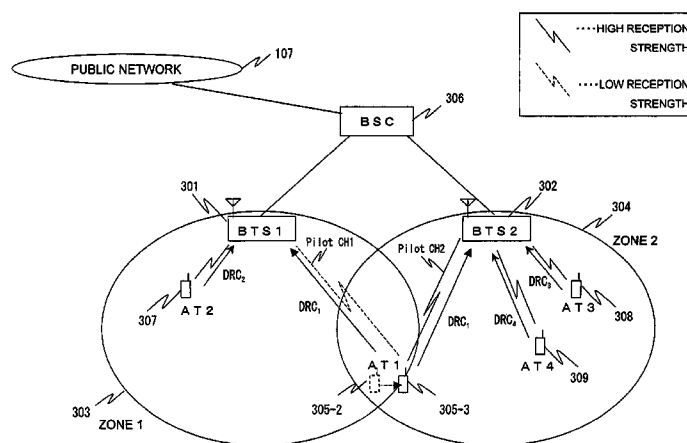 ·····HIGH RECEPTION
STRENGTH
·····LOW RECEPTION
STRENGTH
107
PUBLIC NETWORK
306
BSC
301
302
304
BTS1
BTS2
ZONE 2
Pilot CH1
Pilot CH2
DRC2
DRC1
DRC1
DRC4
DRC3
307
AT2
AT3
308
AT1
AT4
309
305-2
305-3
303
ZONE 1